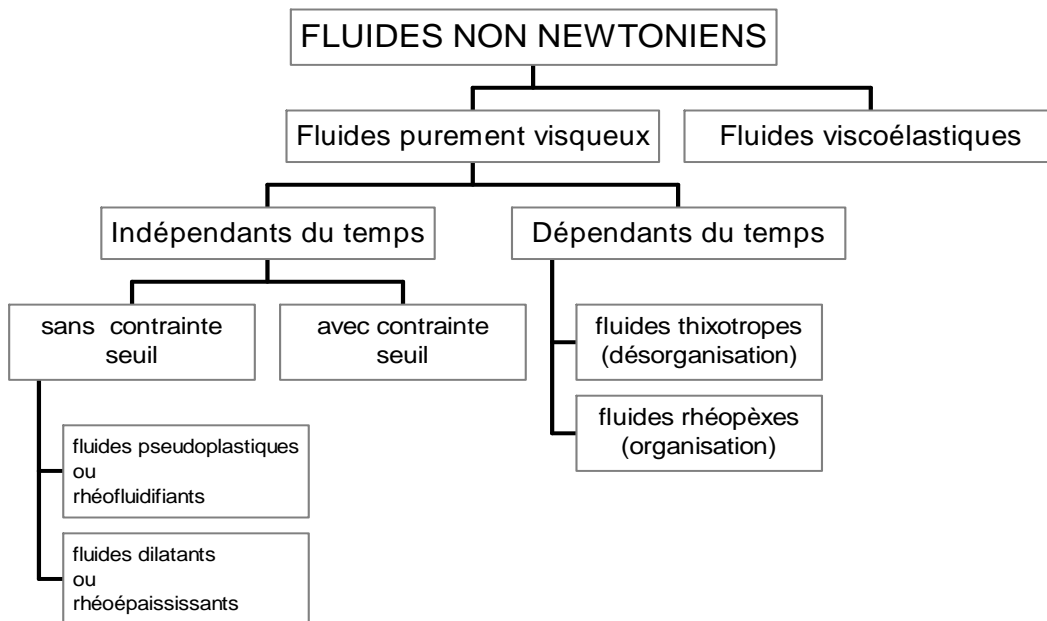 FLUIDES NON NEWTONIENS
Fluides purement visqueux
Fluides viscoélastiques
Indépendants du temps
Dépendants du temps
sans contrainte
seuil
avec contrainte
seuil
fluides thixotropes
(désorganisation)
fluides rhéopèxes
(organisation)
fluides pseudoplastiques
ou
rhéofluidifiants
fluides dilatants
ou
rhéoépaississants